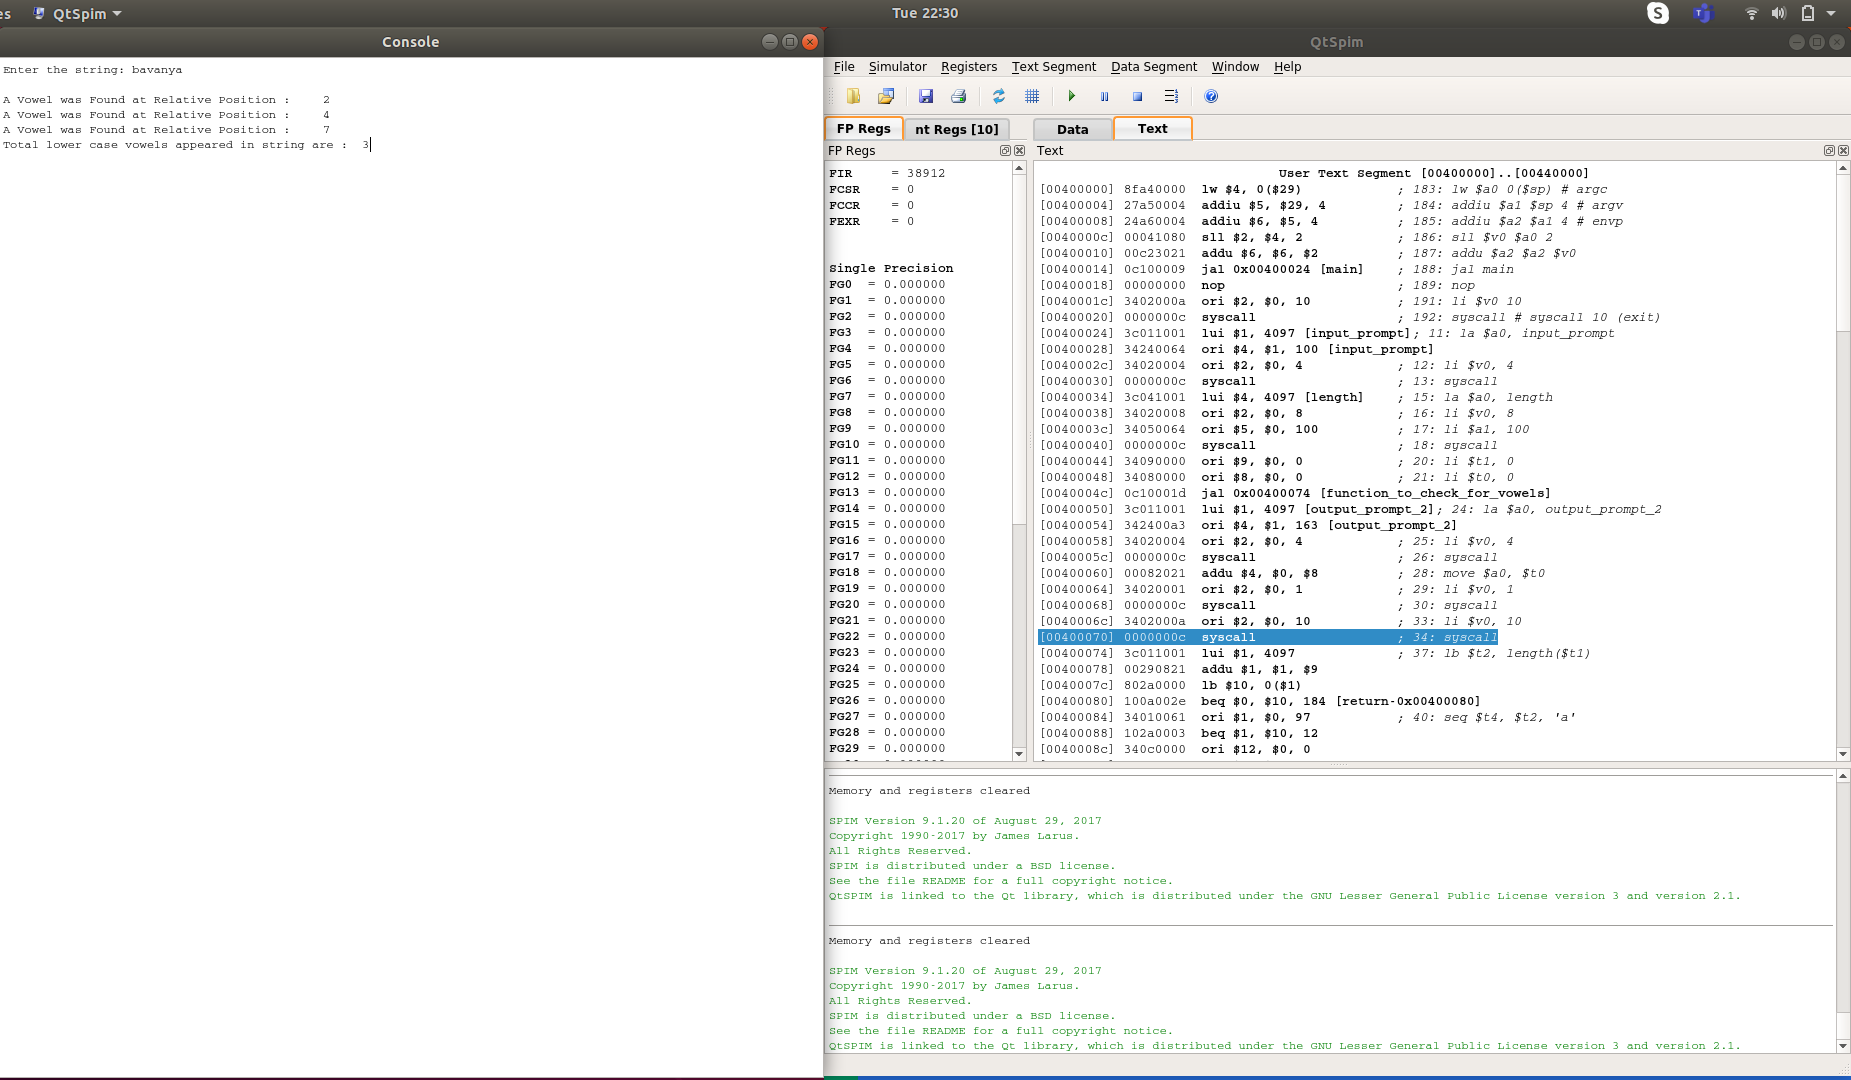 es QtSpim Tue 22:30
Console
Enter the string: bavanya
A Vowel was Found at Relative Position : 2
A Vowel was Found at Relative Position : 4
A Vowel was Found at Relative Position : 7
Total lower case vowels appeared in string are : 3
QtSpim
File Simulator Registers Text Segment Data Segment Window Help
FP Regs nt Regs [10]
FP Regs
FIR = 38912
FCSR = 0
FCCR = 0
FEXR = 0
Single Precision
FG0 = 0.000000
FG1 = 0.000000
FG2 = 0.000000
FG3 = 0.000000
FG4 = 0.000000
FG5 = 0.000000
FG6 = 0.000000
FG7 = 0.000000
FG8 = 0.000000
FG9 = 0.000000
FG10 = 0.000000
FG11 = 0.000000
FG12 = 0.000000
FG13 = 0.000000
FG14 = 0.000000
FG15 = 0.000000
FG16 = 0.000000
FG17 = 0.000000
FG18 = 0.000000
FG19 = 0.000000
FG20 = 0.000000
FG21 = 0.000000
FG22 = 0.000000
FG23 = 0.000000
FG24 = 0.000000
FG25 = 0.000000
FG26 = 0.000000
FG27 = 0.000000
FG28 = 0.000000
FG29 = 0.000000
Data Text
Text
User Text Segment [00400000]..[00440000]
[00400000] 8fa40000 lw $4, 0($29) ; 183: lw $a0 0($sp) # argc
[00400004] 27a50004 addiu $5, $29, 4 ; 184: addiu $a1 $sp 4 # argv
[00400008] 24a60004 addiu $6, $5, 4 ; 185: addiu $a2 $a1 4 # envp
[0040000c] 00041080 sll $2, $4, 2 ; 186: sll $v0 $a0 2
[00400010] 00c23021 addu $6, $6, $2 ; 187: addu $a2 $a2 $v0
[00400014] 0c100009 jal 0x00400024 [main] ; 188: jal main
[00400018] 00000000 nop ; 189: nop
[0040001c] 3402000a ori $2, $0, 10 ; 191: li $v0 10
[00400020] 0000000c syscall ; 192: syscall # syscall 10 (exit)
[00400024] 3c011001 lui $1, 4097 [input_prompt]; 11: la $a0, input_prompt
[00400028] 34240064 ori $4, $1, 100 [input_prompt]
[0040002c] 34020004 ori $2, $0, 4 ; 12: li $v0, 4
[00400030] 0000000c syscall ; 13: syscall
[00400034] 3c041001 lui $4, 4097 [length] ; 15: la $a0, length
[00400038] 34020008 ori $2, $0, 8 ; 16: li $v0, 8
[0040003c] 34050064 ori $5, $0, 100 ; 17: li $a1, 100
[00400040] 0000000c syscall ; 18: syscall
[00400044] 34090000 ori $9, $0, 0 ; 20: li $t1, 0
[00400048] 34080000 ori $8, $0, 0 ; 21: li $t0, 0
[0040004c] 0c10001d jal 0x00400074 [function_to_check_for_vowels]
[00400050] 3c011001 lui $1, 4097 [output_prompt_2]; 24: la $a0, output_prompt_2
[00400054] 342400a3 ori $4, $1, 163 [output_prompt_2]
[00400058] 34020004 ori $2, $0, 4 ; 25: li $v0, 4
[0040005c] 0000000c syscall ; 26: syscall
[00400060] 00082021 addu $4, $0, $8 ; 28: move $a0, $t0
[00400064] 34020001 ori $2, $0, 1 ; 29: li $v0, 1
[00400068] 0000000c syscall ; 30: syscall
[0040006c] 3402000a ori $2, $0, 10 ; 33: li $v0, 10
[00400070] 0000000c syscall ; 34: syscall
[00400074] 3c011001 lui $1, 4097 ; 37: lb $t2, length($t1)
[00400078] 00290821 addu $1, $1, $9
[0040007c] 802a0000 lb $10, 0($1)
[00400080] 100a002e beq $0, $10, 184 [return-0x00400080]
[00400084] 34010061 ori $1, $0, 97 ; 40: seq $t4, $t2, 'a'
[00400088] 102a0003 beq $1, $10, 12
[0040008c] 340c0000 ori $12, $0, 0
Memory and registers cleared
SPIM Version 9.1.20 of August 29, 2017
Copyright 1990-2017 by James Larus.
All Rights Reserved.
SPIM is distributed under a BSD license.
See the file README for a full copyright notice.
QtSPIM is linked to the Qt library, which is distributed under the GNU Lesser General Public License version 3 and version 2.1.
Memory and registers cleared
SPIM Version 9.1.20 of August 29, 2017
Copyright 1990-2017 by James Larus.
All Rights Reserved.
SPIM is distributed under a BSD license.
See the file README for a full copyright notice.
QtSPIM is linked to the Qt library, which is distributed under the GNU Lesser General Public License version 3 and version 2.1.